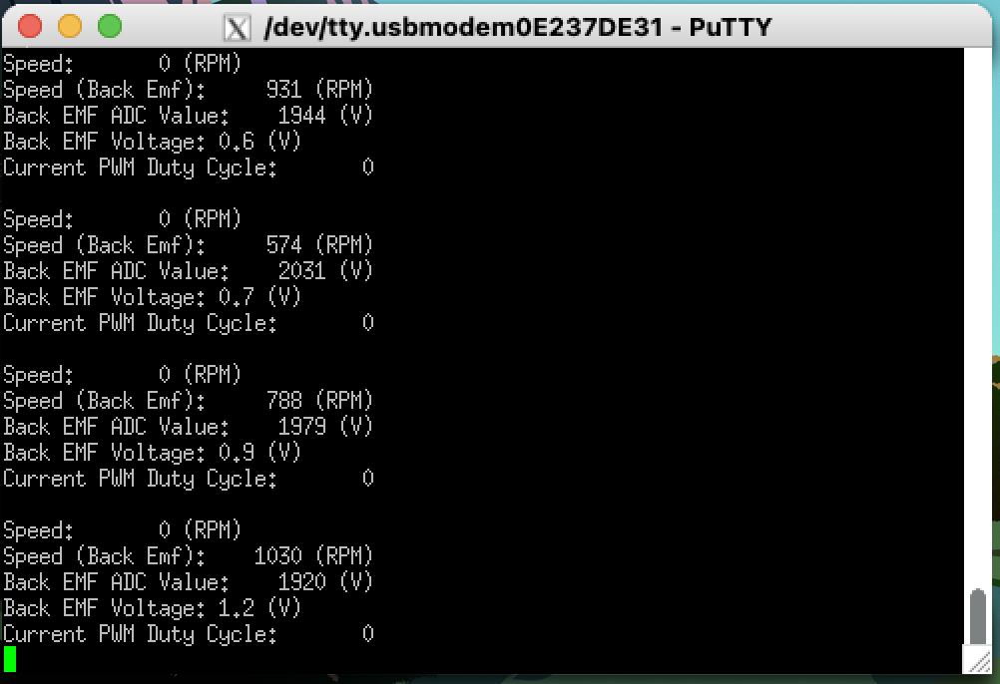 /dev/tty.usbmodem0E237DE31 - PuTTY
Speed:       0 (RPM)
Speed (Back Emf):     931 (RPM)
Back EMF ADC Value:    1944 (V)
Back EMF Voltage: 0.6 (V)
Current PWM Duty Cycle:       0
Speed:       0 (RPM)
Speed (Back Emf):     574 (RPM)
Back EMF ADC Value:    2031 (V)
Back EMF Voltage: 0.7 (V)
Current PWM Duty Cycle:       0
Speed:       0 (RPM)
Speed (Back Emf):     788 (RPM)
Back EMF ADC Value:    1979 (V)
Back EMF Voltage: 0.9 (V)
Current PWM Duty Cycle:       0
Speed:       0 (RPM)
Speed (Back Emf):    1030 (RPM)
Back EMF ADC Value:    1920 (V)
Back EMF Voltage: 1.2 (V)
Current PWM Duty Cycle:       0